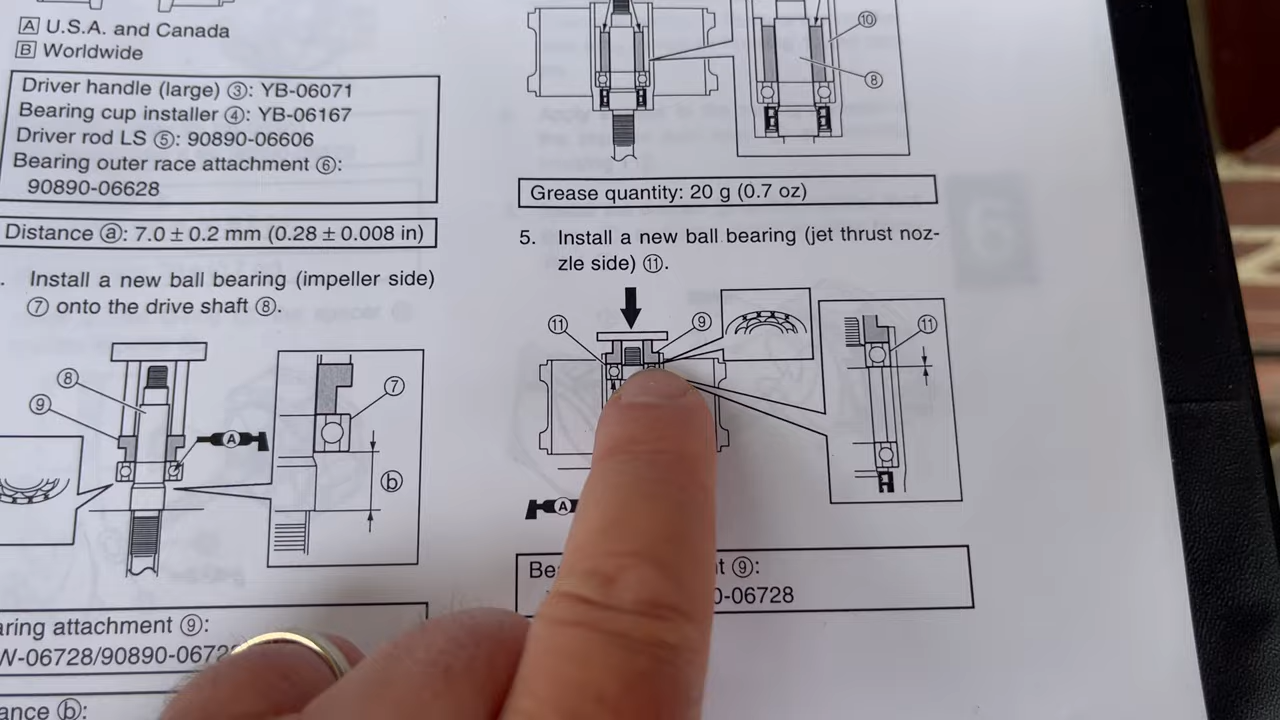 A U.S.A. and Canada
B Worldwide
Driver handle (large) ③: YB-06071
Bearing cup installer ④: YB-06167
Driver rod LS ⑤: 90890-06606
Bearing outer race attachment ⑥:
90890-06628
Distance ⓐ: 7.0 ± 0.2 mm (0.28 ± 0.008 in)
. Install a new ball bearing (impeller side)
⑦ onto the drive shaft ⑧.
⑧
⑨
A
⑦
ⓑ
aring attachment ⑨:
W-06728/90890-0672
ance ⓑ:
⑩
⑧
Grease quantity: 20 g (0.7 oz)
5. Install a new ball bearing (jet thrust noz-
zle side) ⑪.
⑪
⑨
⑪
A
Be t ⑨:
0-06728
6